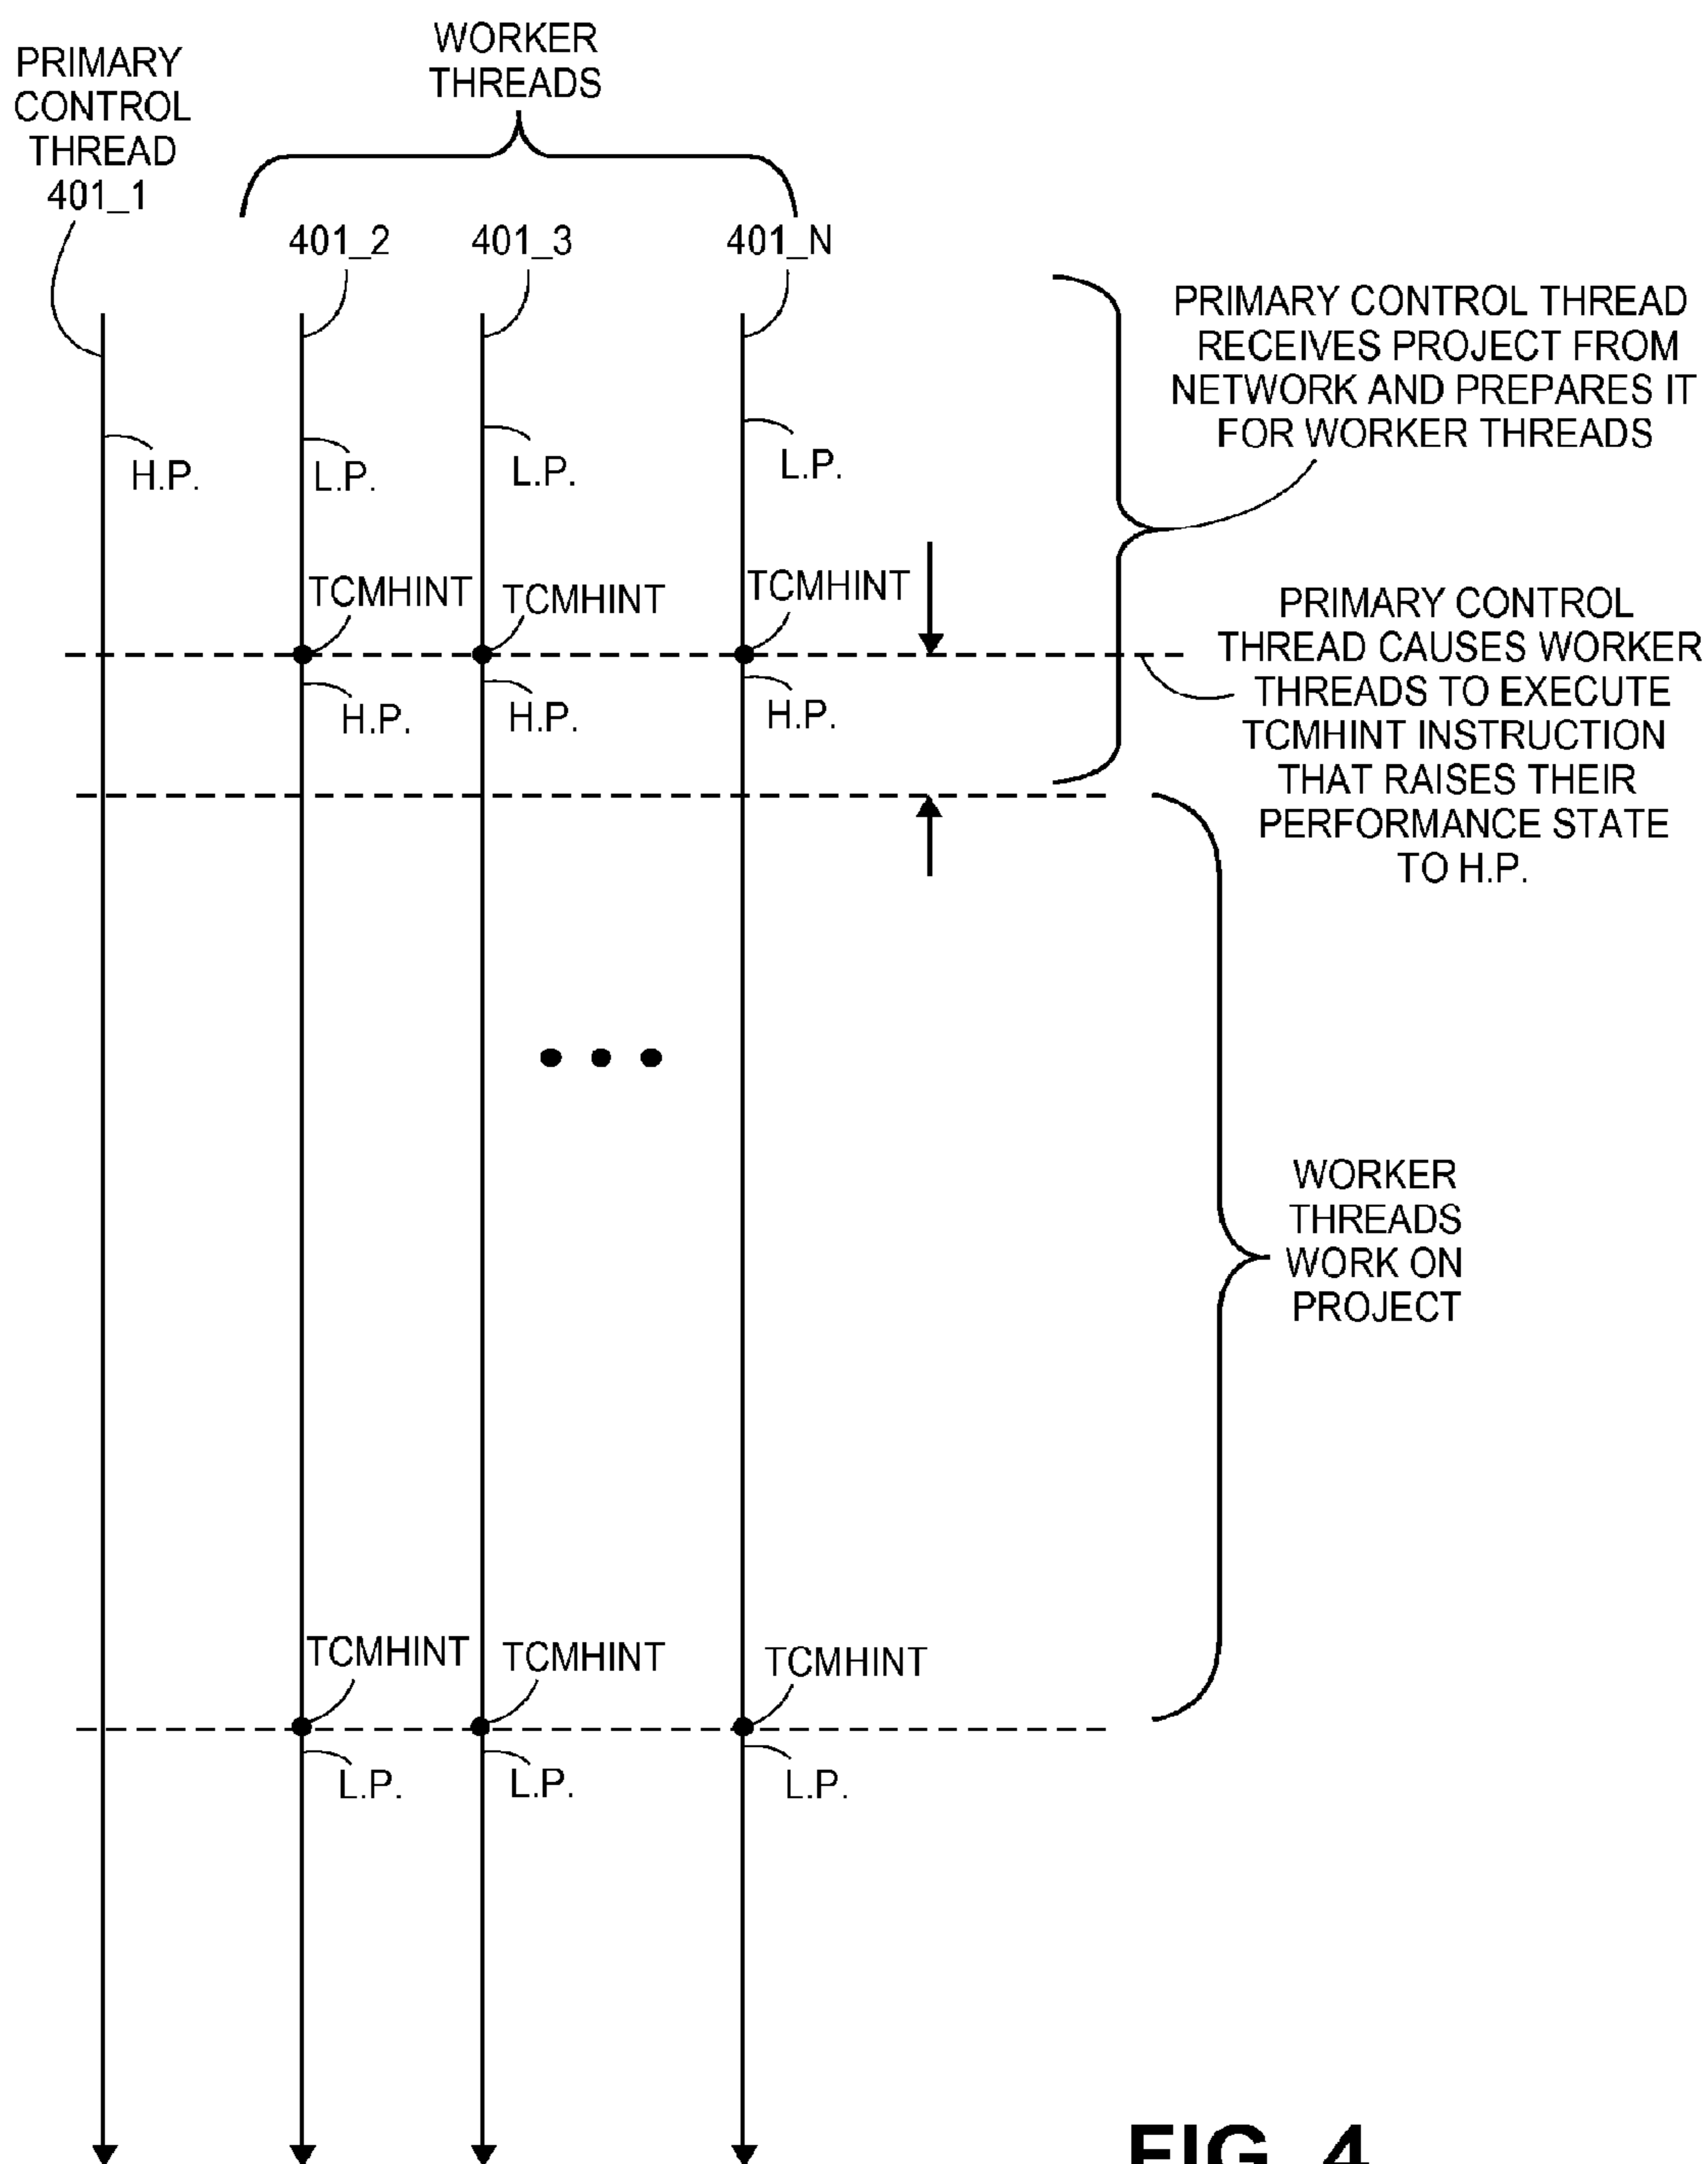 PRIMARY
CONTROL
THREAD
401_1
WORKER
THREADS
401_2
401_3
401_N
H.P.
L.P.
L.P.
L.P.
PRIMARY CONTROL THREAD
RECEIVES PROJECT FROM
NETWORK AND PREPARES IT
FOR WORKER THREADS
TCMHINT
TCMHINT
TCMHINT
H.P.
H.P.
H.P.
PRIMARY CONTROL
THREAD CAUSES WORKER
THREADS TO EXECUTE
TCMHINT INSTRUCTION
THAT RAISES THEIR
PERFORMANCE STATE
TO H.P.
WORKER
THREADS
WORK ON
PROJECT
TCMHINT
TCMHINT
TCMHINT
L.P.
L.P.
L.P.
FIG. 4